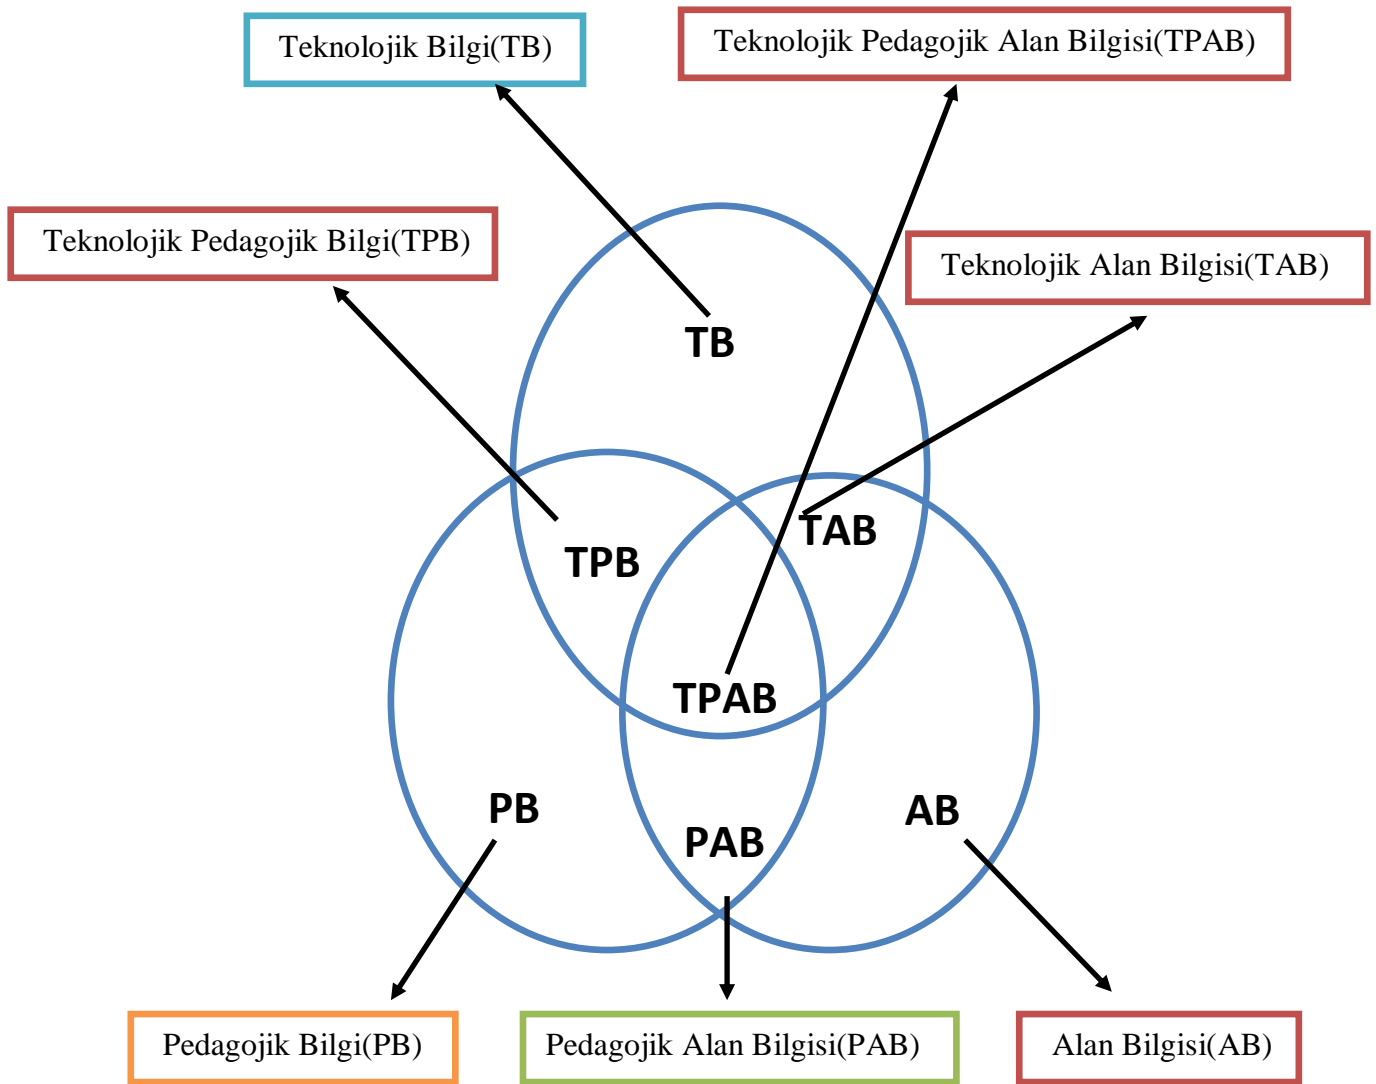 Teknolojik Bilgi(TB)
Teknolojik Pedagojik Alan Bilgisi(TPAB)
Teknolojik Pedagojik Bilgi(TPB)
Teknolojik Alan Bilgisi(TAB)
TB
TAB
TPB
TPAB
PB
AB
PAB
Pedagojik Bilgi(PB)
Pedagojik Alan Bilgisi(PAB)
Alan Bilgisi(AB)